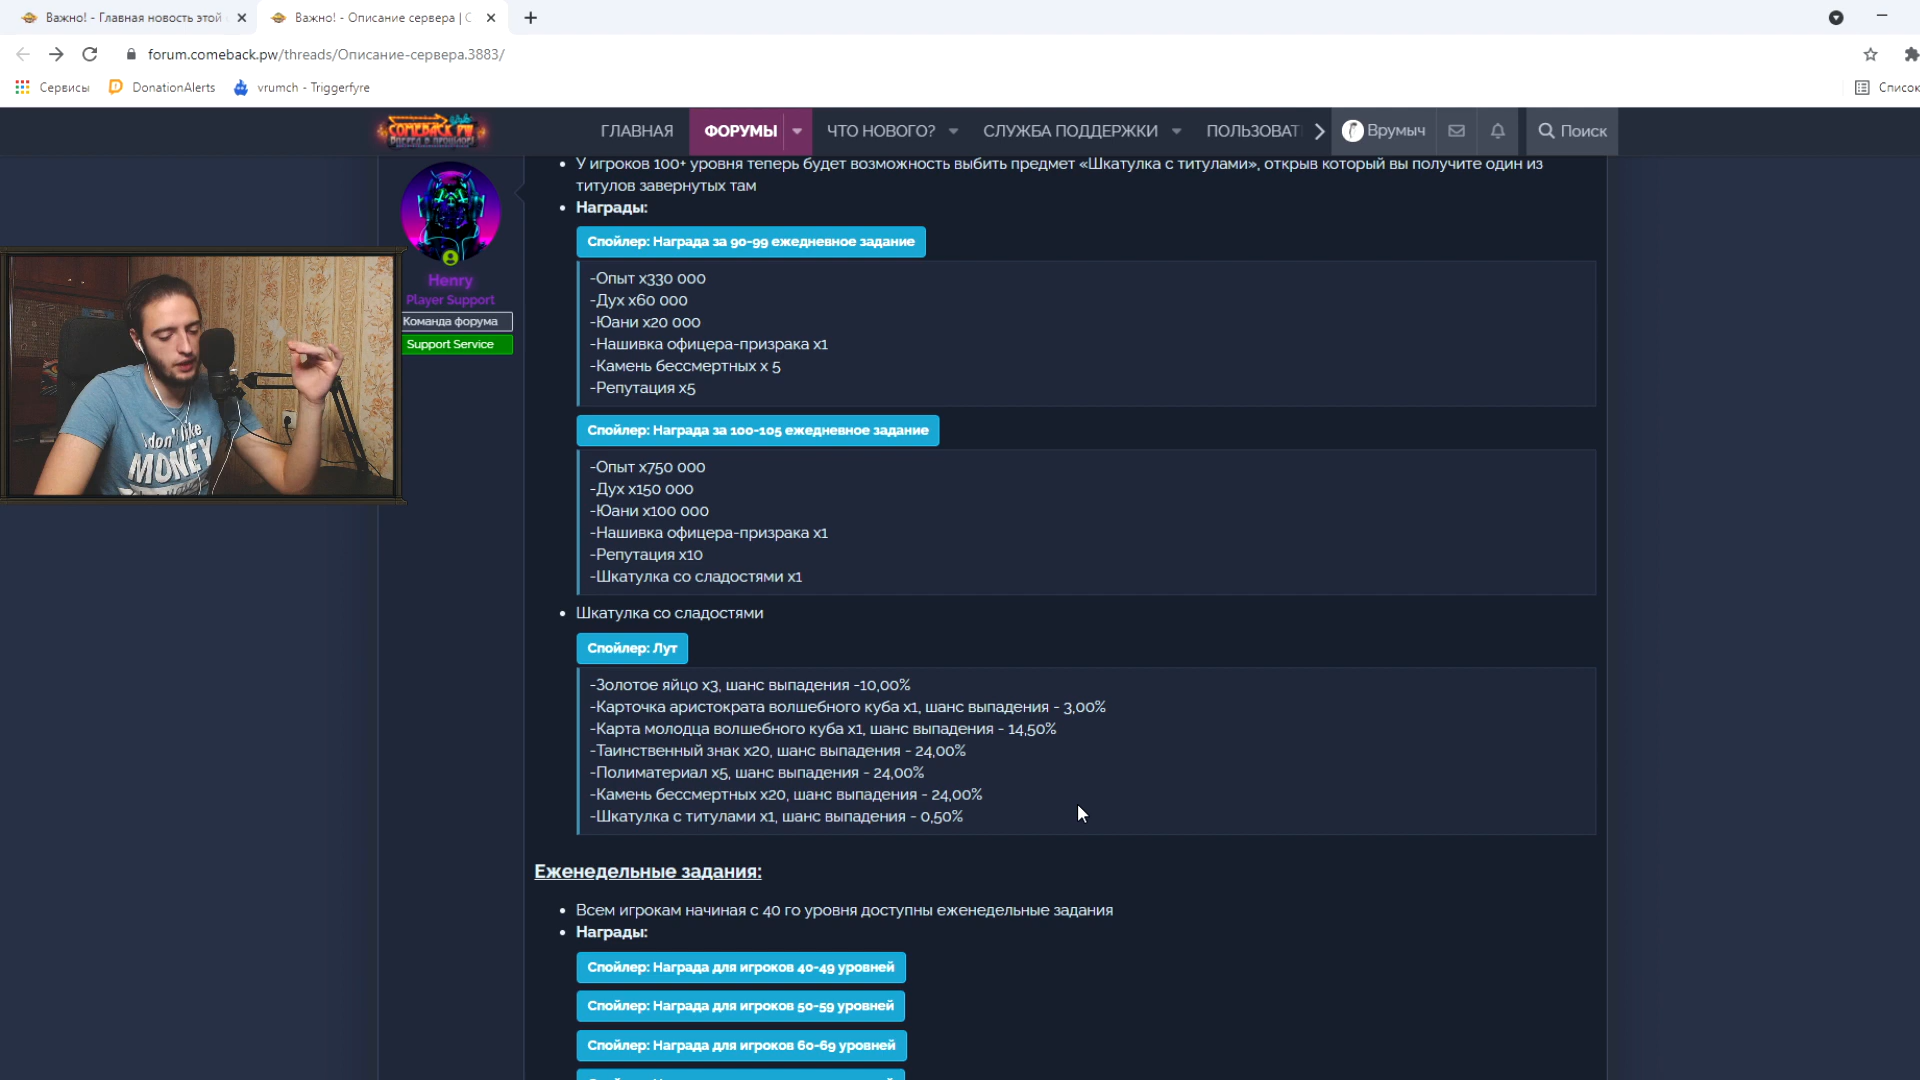 Важно! - Главная новость этой
Важно! - Описание сервера | С
forum.comeback.pw/threads/Описание-сервера.3883/
Сервисы
DonationAlerts
vrumch - Triggerfyre
Список
COMEBACK PW
ГЛАВНАЯ
ФОРУМЫ
ЧТО НОВОГО?
СЛУЖБА ПОДДЕРЖКИ
ПОЛЬЗОВАТ
Врумыч
Поиск
Henry
Player Support
Команда форума
Support Service
I don't like
MONEY
• У игроков 100+ уровня теперь будет возможность выбить предмет «Шкатулка с титулами», открыв который вы получите один из
титулов завернутых там
• Награды:
Спойлер: Награда за 90-99 ежедневное задание
-Опыт x330 000
-Дух x60 000
-Юани x20 000
-Нашивка офицера-призрака x1
-Камень бессмертных x 5
-Репутация x5
Спойлер: Награда за 100-105 ежедневное задание
-Опыт x750 000
-Дух x150 000
-Юани x100 000
-Нашивка офицера-призрака x1
-Репутация x10
-Шкатулка со сладостями x1
• Шкатулка со сладостями
Спойлер: Лут
-Золотое яйцо x3, шанс выпадения -10,00%
-Карточка аристократа волшебного куба x1, шанс выпадения - 3,00%
-Карта молодца волшебного куба x1, шанс выпадения - 14,50%
-Таинственный знак x20, шанс выпадения - 24,00%
-Полиматериал x5, шанс выпадения - 24,00%
-Камень бессмертных x20, шанс выпадения - 24,00%
-Шкатулка с титулами x1, шанс выпадения - 0,50%
Еженедельные задания:
• Всем игрокам начиная с 40 го уровня доступны еженедельные задания
• Награды:
Спойлер: Награда для игроков 40-49 уровней
Спойлер: Награда для игроков 50-59 уровней
Спойлер: Награда для игроков 60-69 уровней